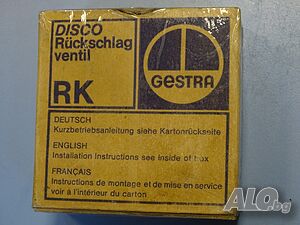 DISCO
Rückschlag
ventil
RK
GESTRA
DEUTSCH
Kurzbetriebsanleitung siehe Kartonrückseite
ENGLISH
Installation Instructions see inside of box
FRANÇAIS
Instructions de montage et de mise en service
voir à l'intérieur du carton
ALO.bg